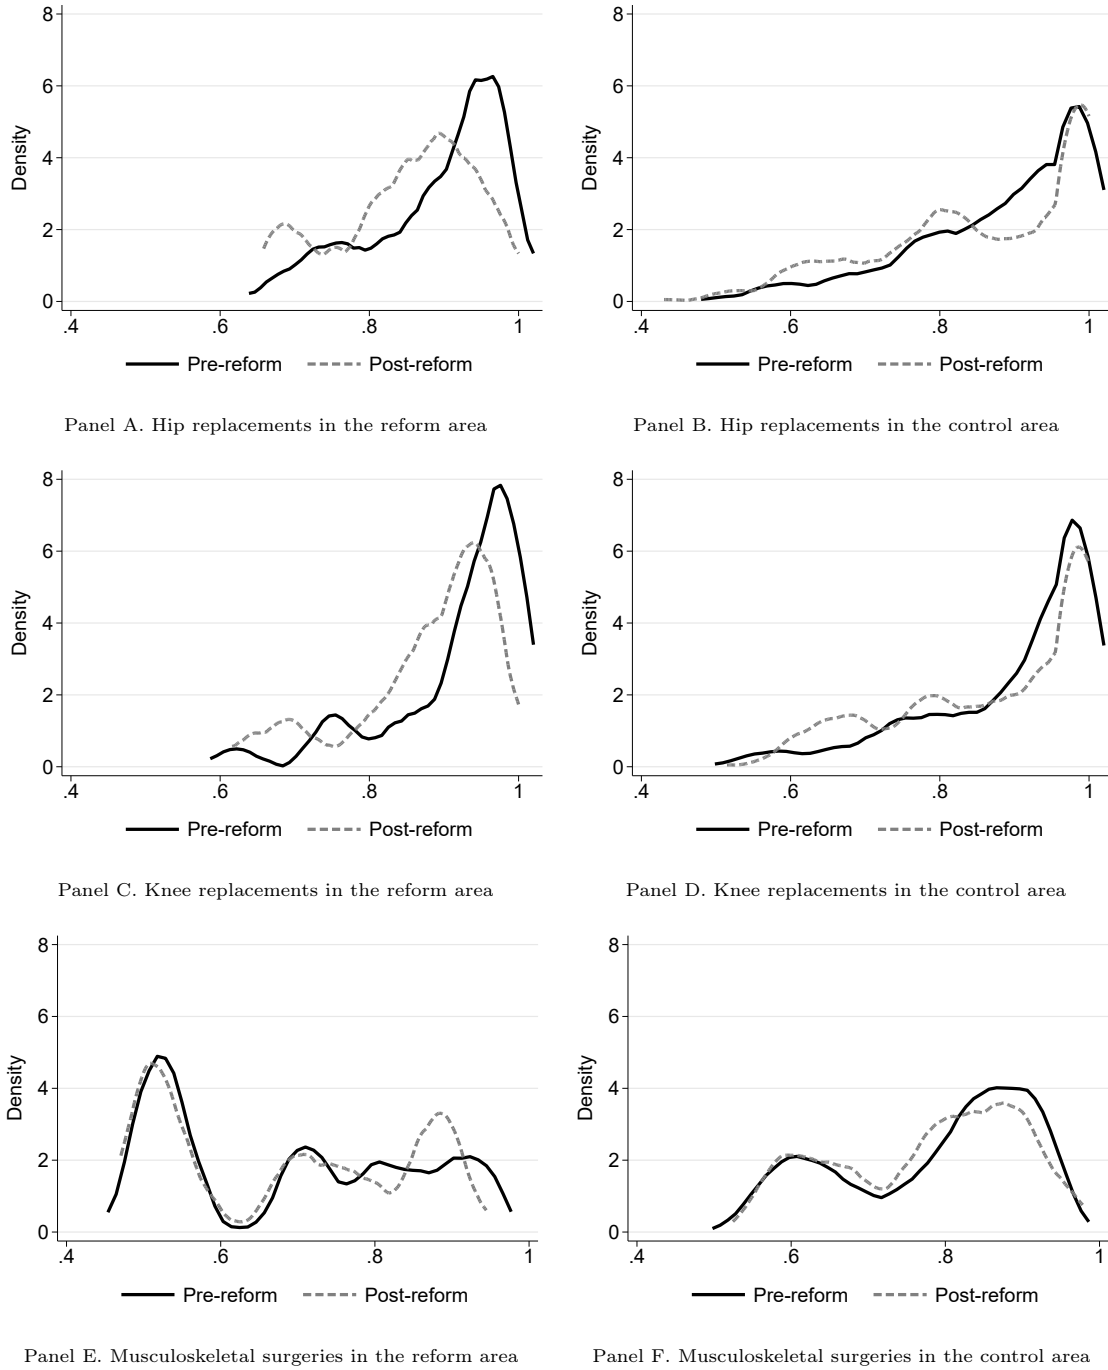 8
6
4
2
0
Density
.4 .6 .8 1
Pre-reform Post-reform
Panel A. Hip replacements in the reform area
8
6
4
2
0
Density
.4 .6 .8 1
Pre-reform Post-reform
Panel B. Hip replacements in the control area
8
6
4
2
0
Density
.4 .6 .8 1
Pre-reform Post-reform
Panel C. Knee replacements in the reform area
8
6
4
2
0
Density
.4 .6 .8 1
Pre-reform Post-reform
Panel D. Knee replacements in the control area
8
6
4
2
0
Density
.4 .6 .8 1
Pre-reform Post-reform
Panel E. Musculoskeletal surgeries in the reform area
8
6
4
2
0
Density
.4 .6 .8 1
Pre-reform Post-reform
Panel F. Musculoskeletal surgeries in the control area